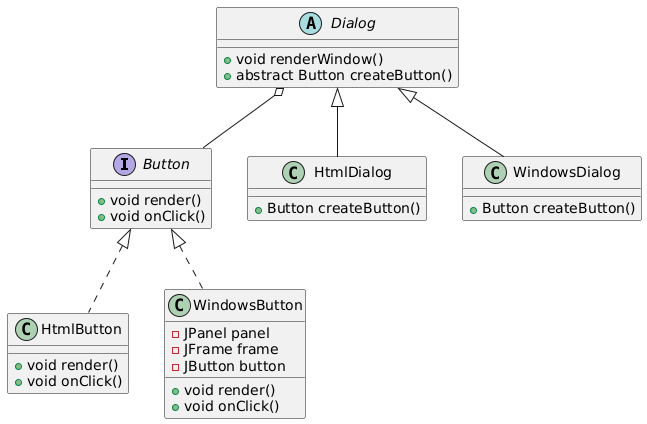 A Dialog
+ void renderWindow()
+ abstract Button createButton()
I Button
+ void render()
+ void onClick()
C HtmlDialog
+ Button createButton()
C WindowsDialog
+ Button createButton()
C HtmlButton
+ void render()
+ void onClick()
C WindowsButton
JPanel panel
JFrame frame
JButton button
void render()
void onClick()